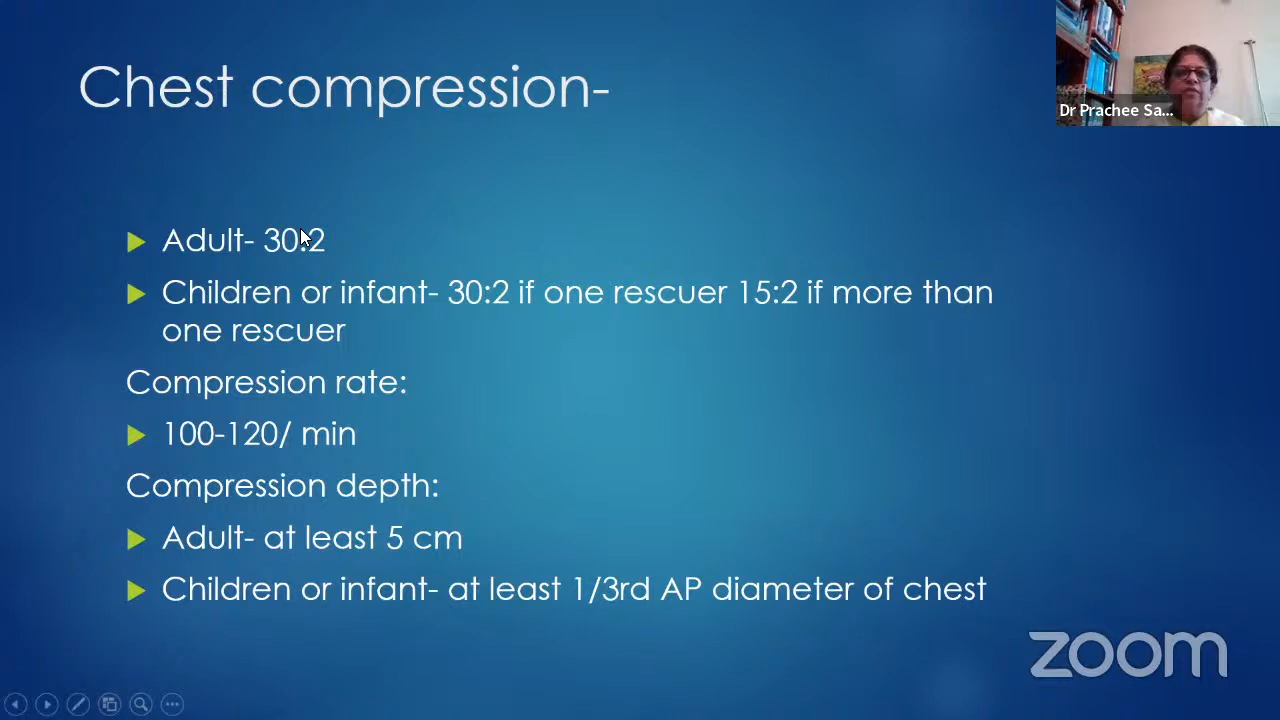 Chest compression-
Dr Prachee Sa...
Adult- 30:2
Children or infant- 30:2 if one rescuer 15:2 if more than
one rescuer
Compression rate:
100-120/ min
Compression depth:
Adult- at least 5 cm
Children or infant- at least 1/3rd AP diameter of chest
zoom